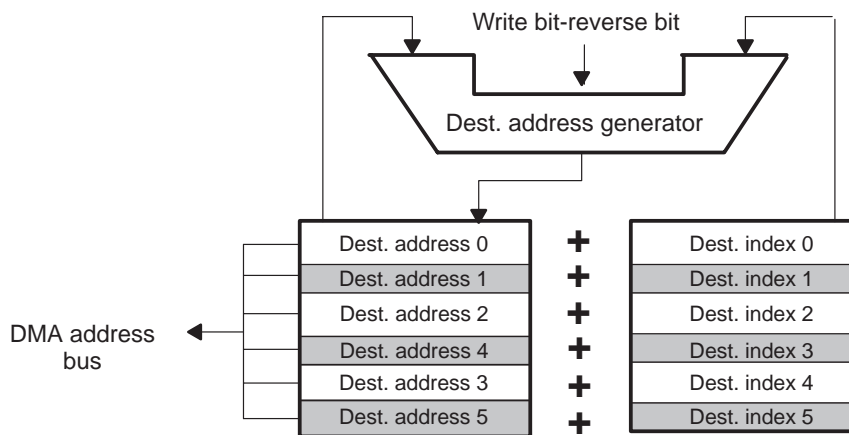 Write bit-reverse bit
Dest. address generator
Dest. address 0 + Dest. index 0
Dest. address 1 + Dest. index 1
Dest. address 2 + Dest. index 2
DMA address
bus
Dest. address 4 + Dest. index 3
Dest. address 3 + Dest. index 4
Dest. address 5 + Dest. index 5